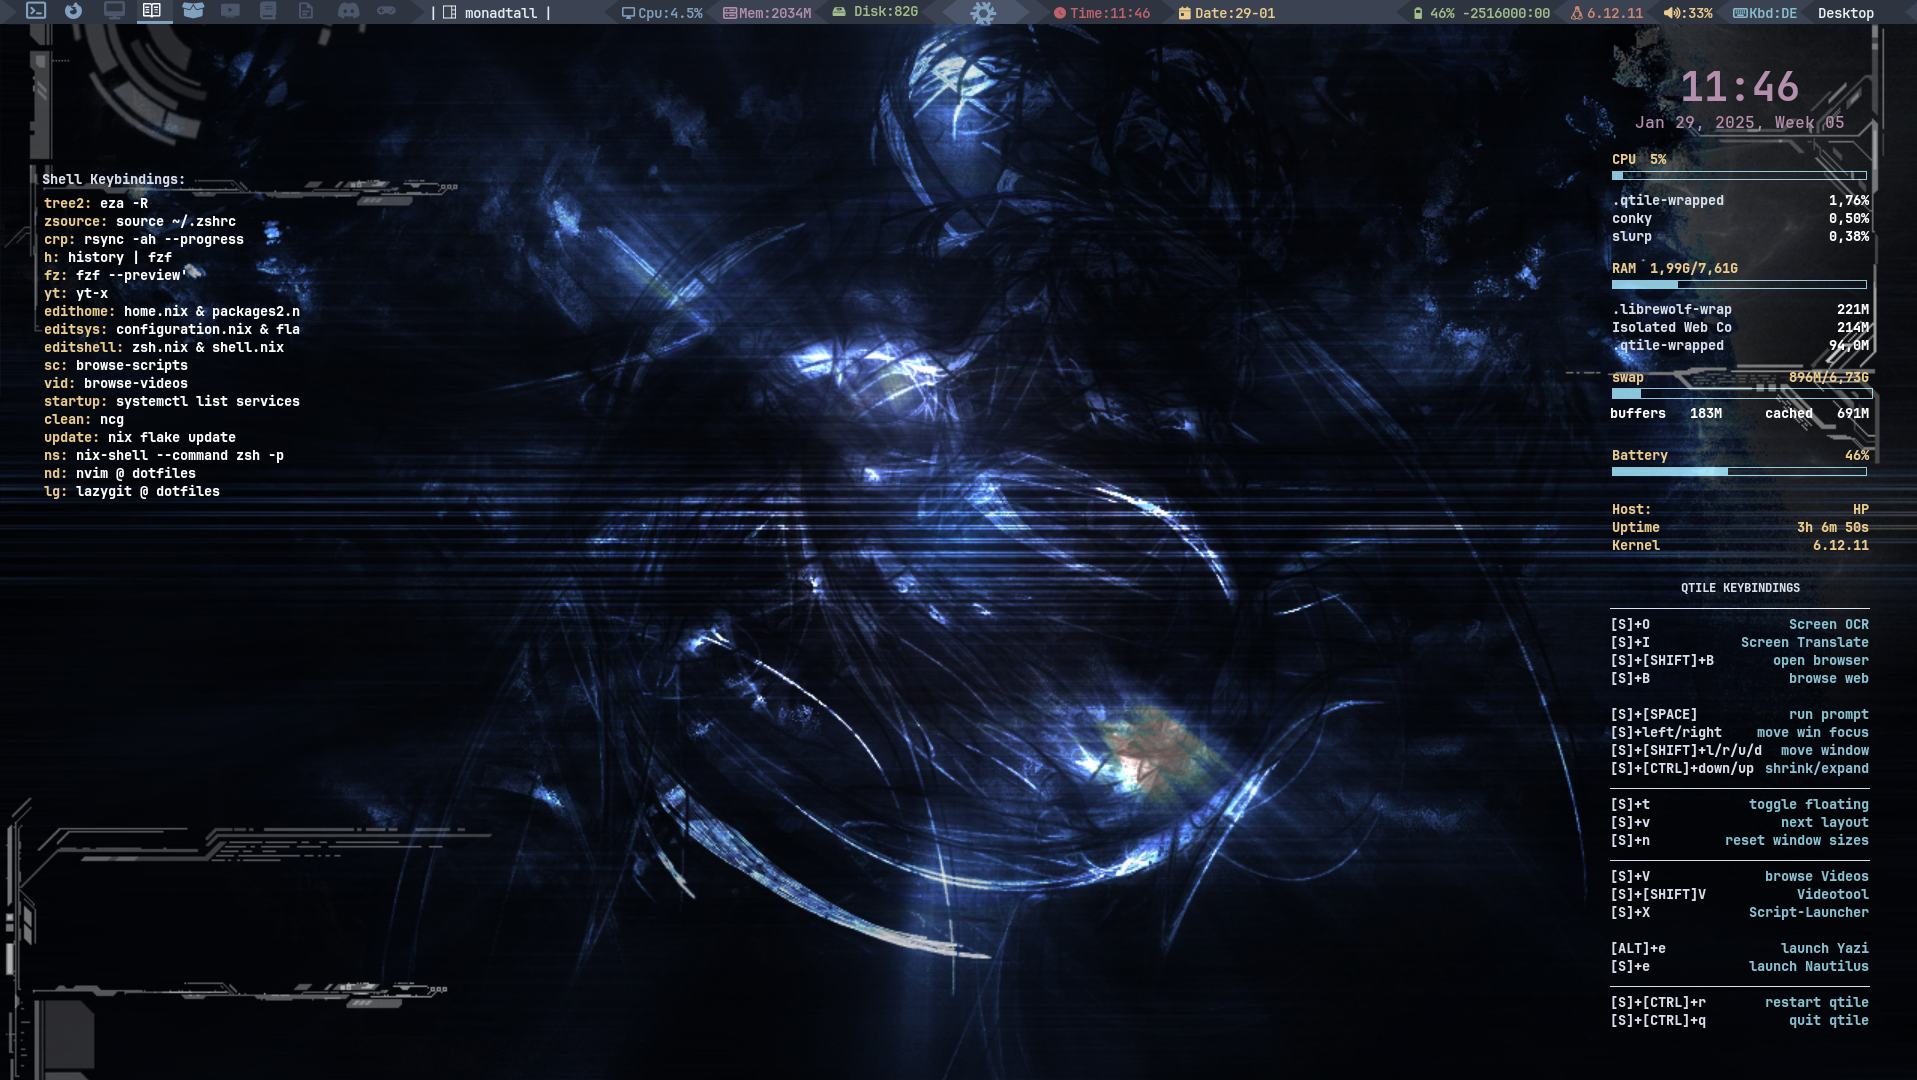 | monadtall | Cpu:4.5% Mem:2034M Disk:82G Time:11:46 Date:29-01 46% -2516000:00 6.12.11 :33% Kbd:DE Desktop
Shell Keybindings:
tree2: eza -R
zsource: source ~/.zshrc
crp: rsync -ah --progress
h: history | fzf
fz: fzf --preview'
yt: yt-x
edithome: home.nix & packages2.n
editsys: configuration.nix & fla
editshell: zsh.nix & shell.nix
sc: browse-scripts
vid: browse-videos
startup: systemctl list services
clean: ncg
update: nix flake update
ns: nix-shell --command zsh -p
nd: nvim @ dotfiles
lg: lazygit @ dotfiles
11:46
Jan 29, 2025, Week 05
CPU 5%
.qtile-wrapped 1,76%
conky 0,50%
slurp 0,38%
RAM 1,99G/7,61G
.librewolf-wrap 221M
Isolated Web Co 214M
.qtile-wrapped 94,0M
swap 896M/6,73G
buffers 183M cached 691M
Battery 46%
Host: HP
Uptime 3h 6m 50s
Kernel 6.12.11
QTILE KEYBINDINGS
[S]+O Screen OCR
[S]+I Screen Translate
[S]+[SHIFT]+B open browser
[S]+B browse web
[S]+[SPACE] run prompt
[S]+left/right move win focus
[S]+[SHIFT]+l/r/u/d move window
[S]+[CTRL]+down/up shrink/expand
[S]+t toggle floating
[S]+v next layout
[S]+n reset window sizes
[S]+V browse Videos
[S]+[SHIFT]V Videotool
[S]+X Script-Launcher
[ALT]+e launch Yazi
[S]+e launch Nautilus
[S]+[CTRL]+r restart qtile
[S]+[CTRL]+q quit qtile